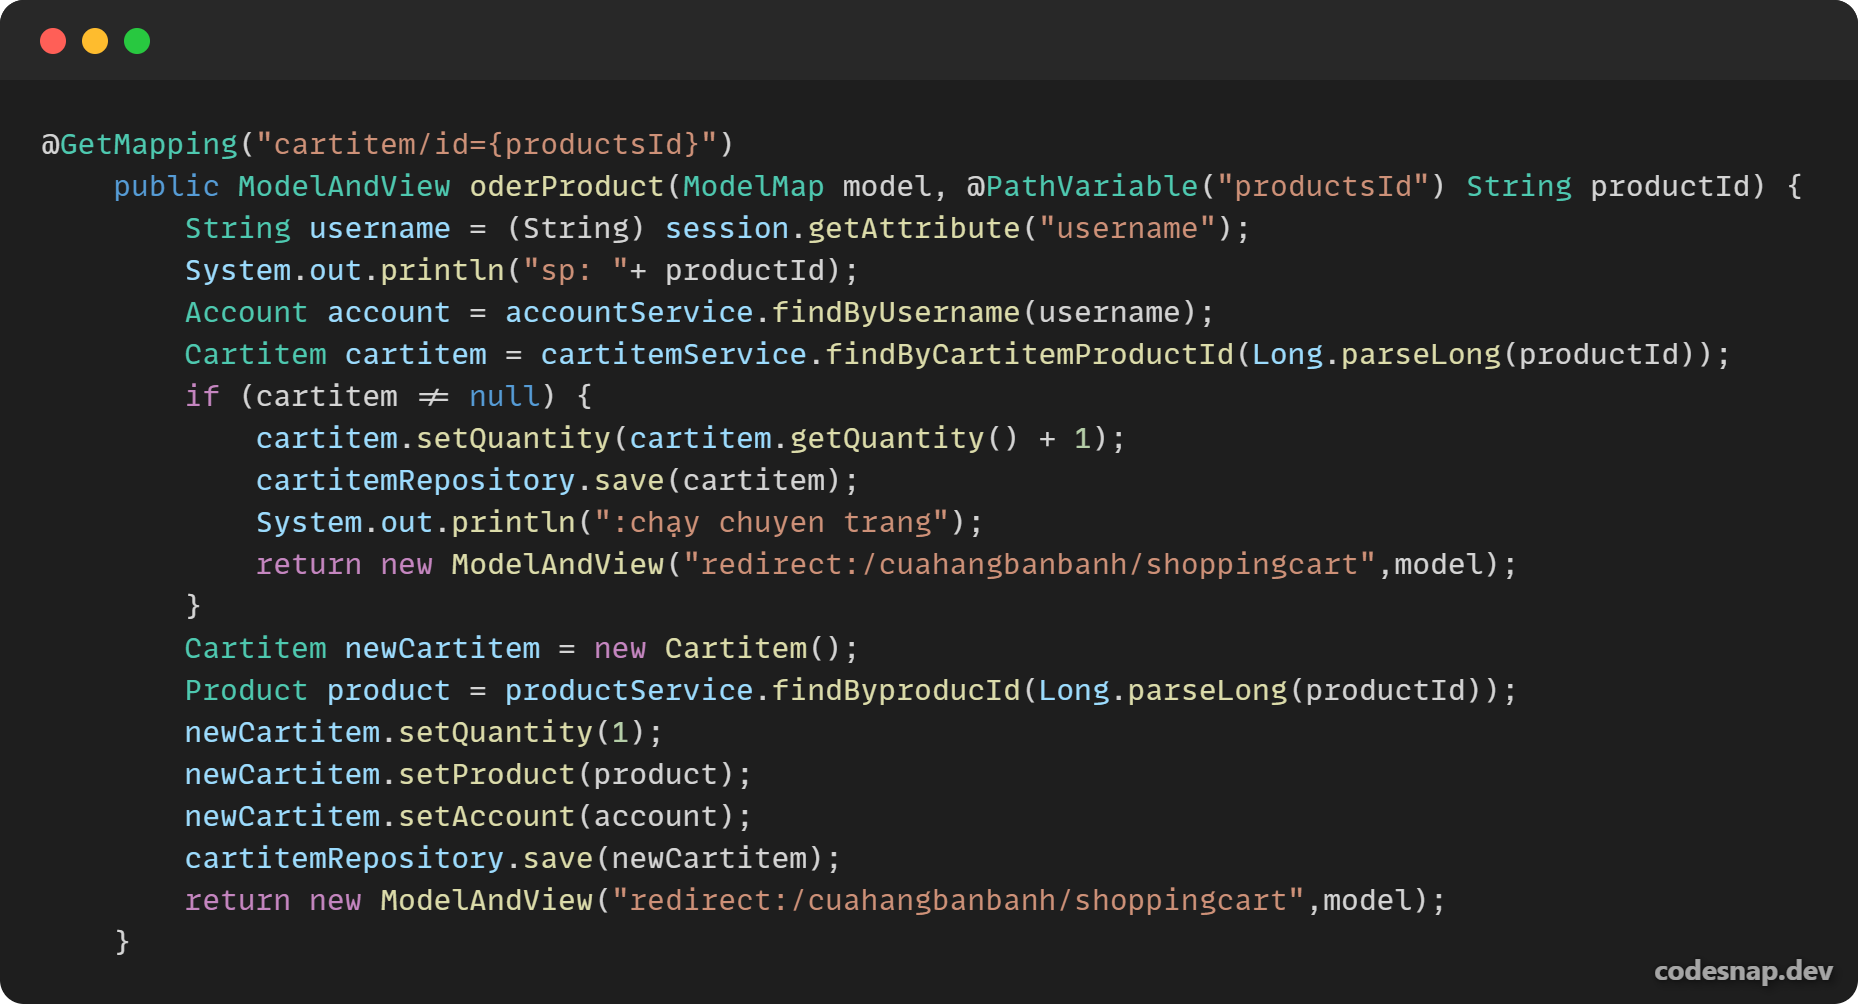 @GetMapping("cartitem/id={productsId}")
    public ModelAndView oderProduct(ModelMap model, @PathVariable("productsId") String productId) {
        String username = (String) session.getAttribute("username");
        System.out.println("sp: "+ productId);
        Account account = accountService.findByUsername(username);
        Cartitem cartitem = cartitemService.findByCartitemProductId(Long.parseLong(productId));
        if (cartitem != null) {
            cartitem.setQuantity(cartitem.getQuantity() + 1);
            cartitemRepository.save(cartitem);
            System.out.println(":chạy chuyen trang");
            return new ModelAndView("redirect:/cuahangbanbanh/shoppingcart",model);
        }
        Cartitem newCartitem = new Cartitem();
        Product product = productService.findByproducId(Long.parseLong(productId));
        newCartitem.setQuantity(1);
        newCartitem.setProduct(product);
        newCartitem.setAccount(account);
        cartitemRepository.save(newCartitem);
        return new ModelAndView("redirect:/cuahangbanbanh/shoppingcart",model);
    }
codesnap.dev